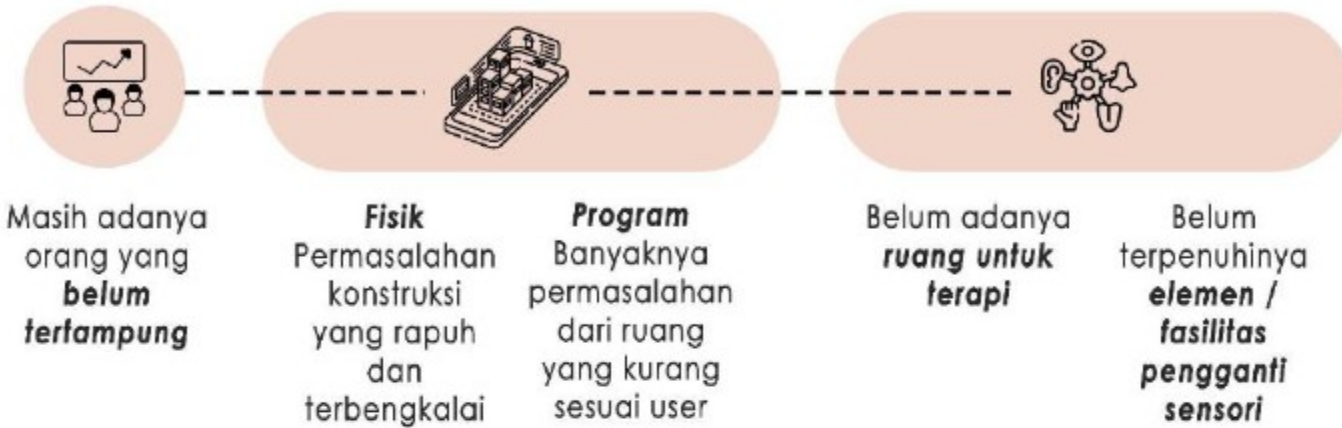 Masih adanya
orang yang
belum
tertampung
Fisik
Permasalahan
konstruksi
yang rapuh
dan
terbengkalai
Program
Banyaknya
permasalahan
dari ruang
yang kurang
sesuai user
Belum adanya
ruang untuk
terapi
Belum
terpenuhinya
elemen /
fasilitas
pengganti
sensori